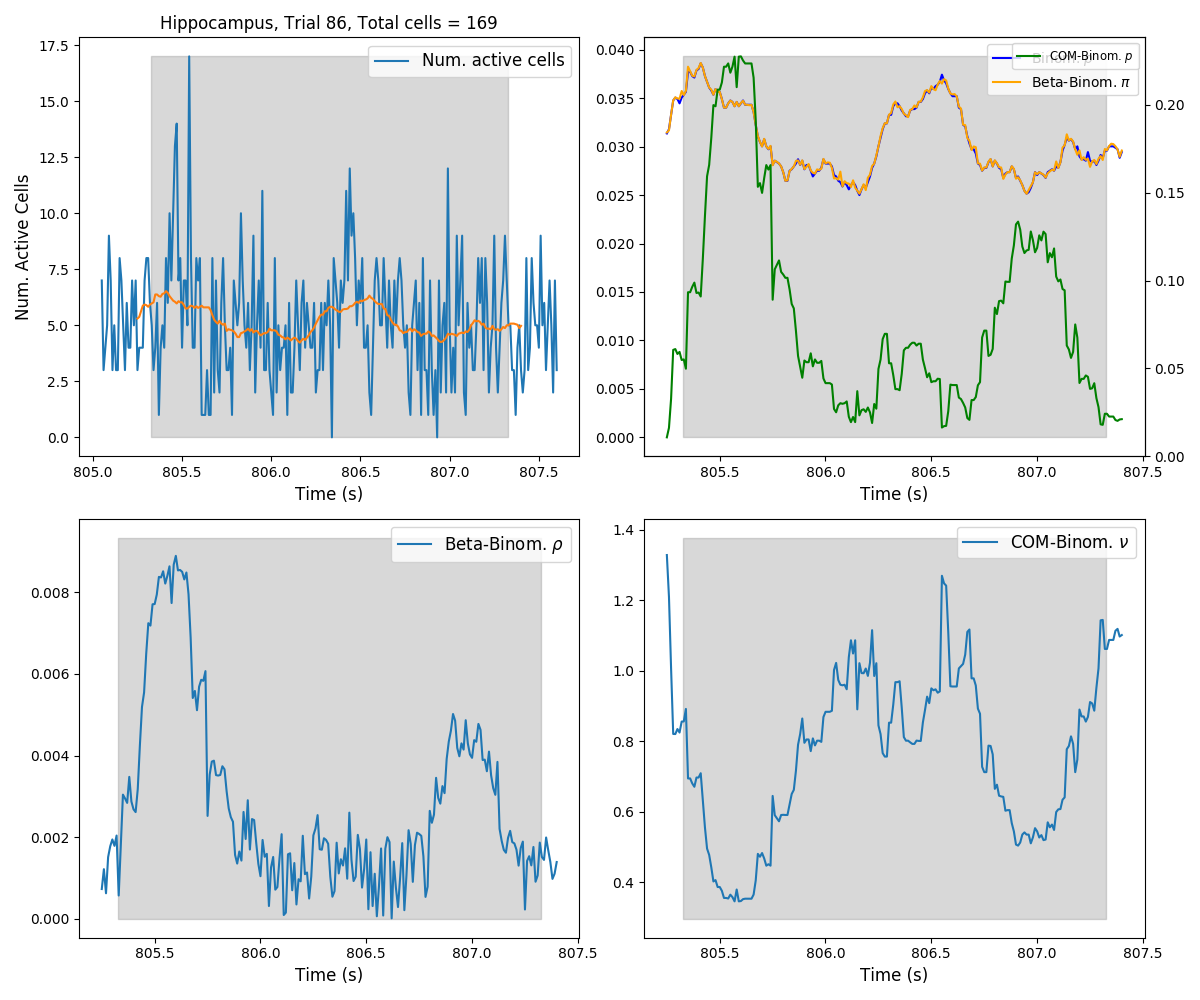 Hippocampus, Trial 86, Total cells = 169
Num. active cells
17.5
15.0
12.5
10.0
7.5
5.0
2.5
0.0
Num. Active Cells
805.0 805.5 806.0 806.5 807.0 807.5
Time (s)
COM-Binom. p
Binom. p
Beta-Binom. π
0.040
0.035
0.030
0.025
0.020
0.015
0.010
0.005
0.000
0.20
0.15
0.10
0.05
0.00
805.5 806.0 806.5 807.0 807.5
Time (s)
Beta-Binom. ρ
0.008
0.006
0.004
0.002
0.000
805.5 806.0 806.5 807.0 807.5
Time (s)
COM-Binom. ν
1.4
1.2
1.0
0.8
0.6
0.4
805.5 806.0 806.5 807.0 807.5
Time (s)